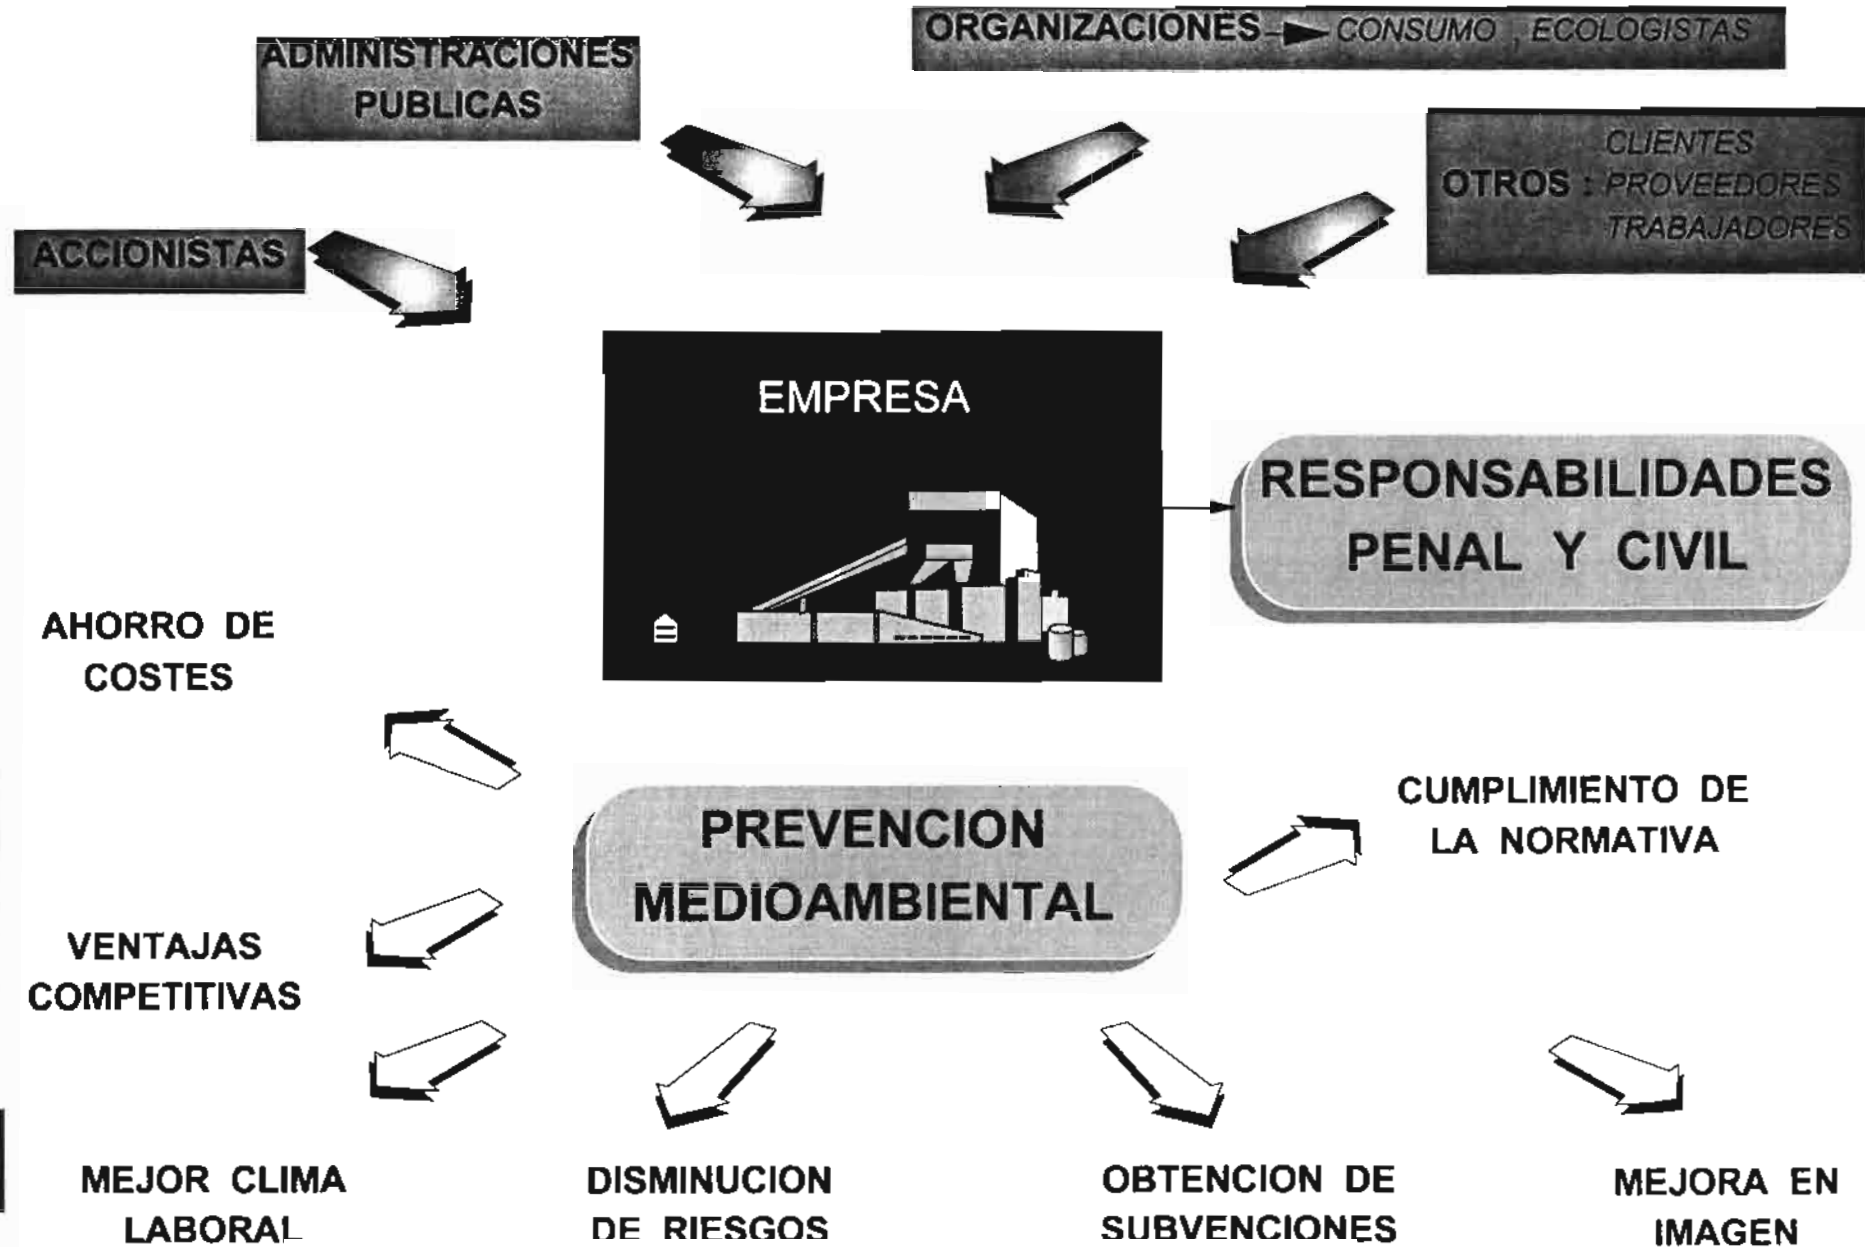 ORGANIZACIONES CONSUMO , ECOLOGISTAS
ADMINISTRACIONES
PUBLICAS
CLIENTES
OTROS : PROVEEDORES
TRABAJADORES
ACCIONISTAS
EMPRESA
RESPONSABILIDADES
PENAL Y CIVIL
AHORRO DE
COSTES
PREVENCION
MEDIOAMBIENTAL
CUMPLIMIENTO DE
LA NORMATIVA
VENTAJAS
COMPETITIVAS
MEJOR CLIMA
LABORAL
DISMINUCION
DE RIESGOS
OBTENCION DE
SUBVENCIONES
MEJORA EN
IMAGEN